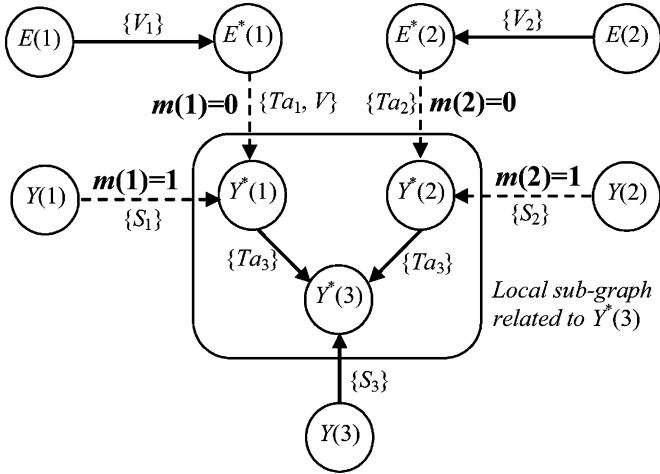 E(1) {V₁} E*(1) E*(2) {V₂} E(2)
m(1)=0 {Ta₁, V} {Ta₂} m(2)=0
Y(1) m(1)=1 {S₁} Y*(1) Y*(2) m(2)=1 {S₂} Y(2)
{Ta₃} {Ta₃}
Y*(3)
Local sub-graph
related to Y*(3)
{S₃}
Y(3)